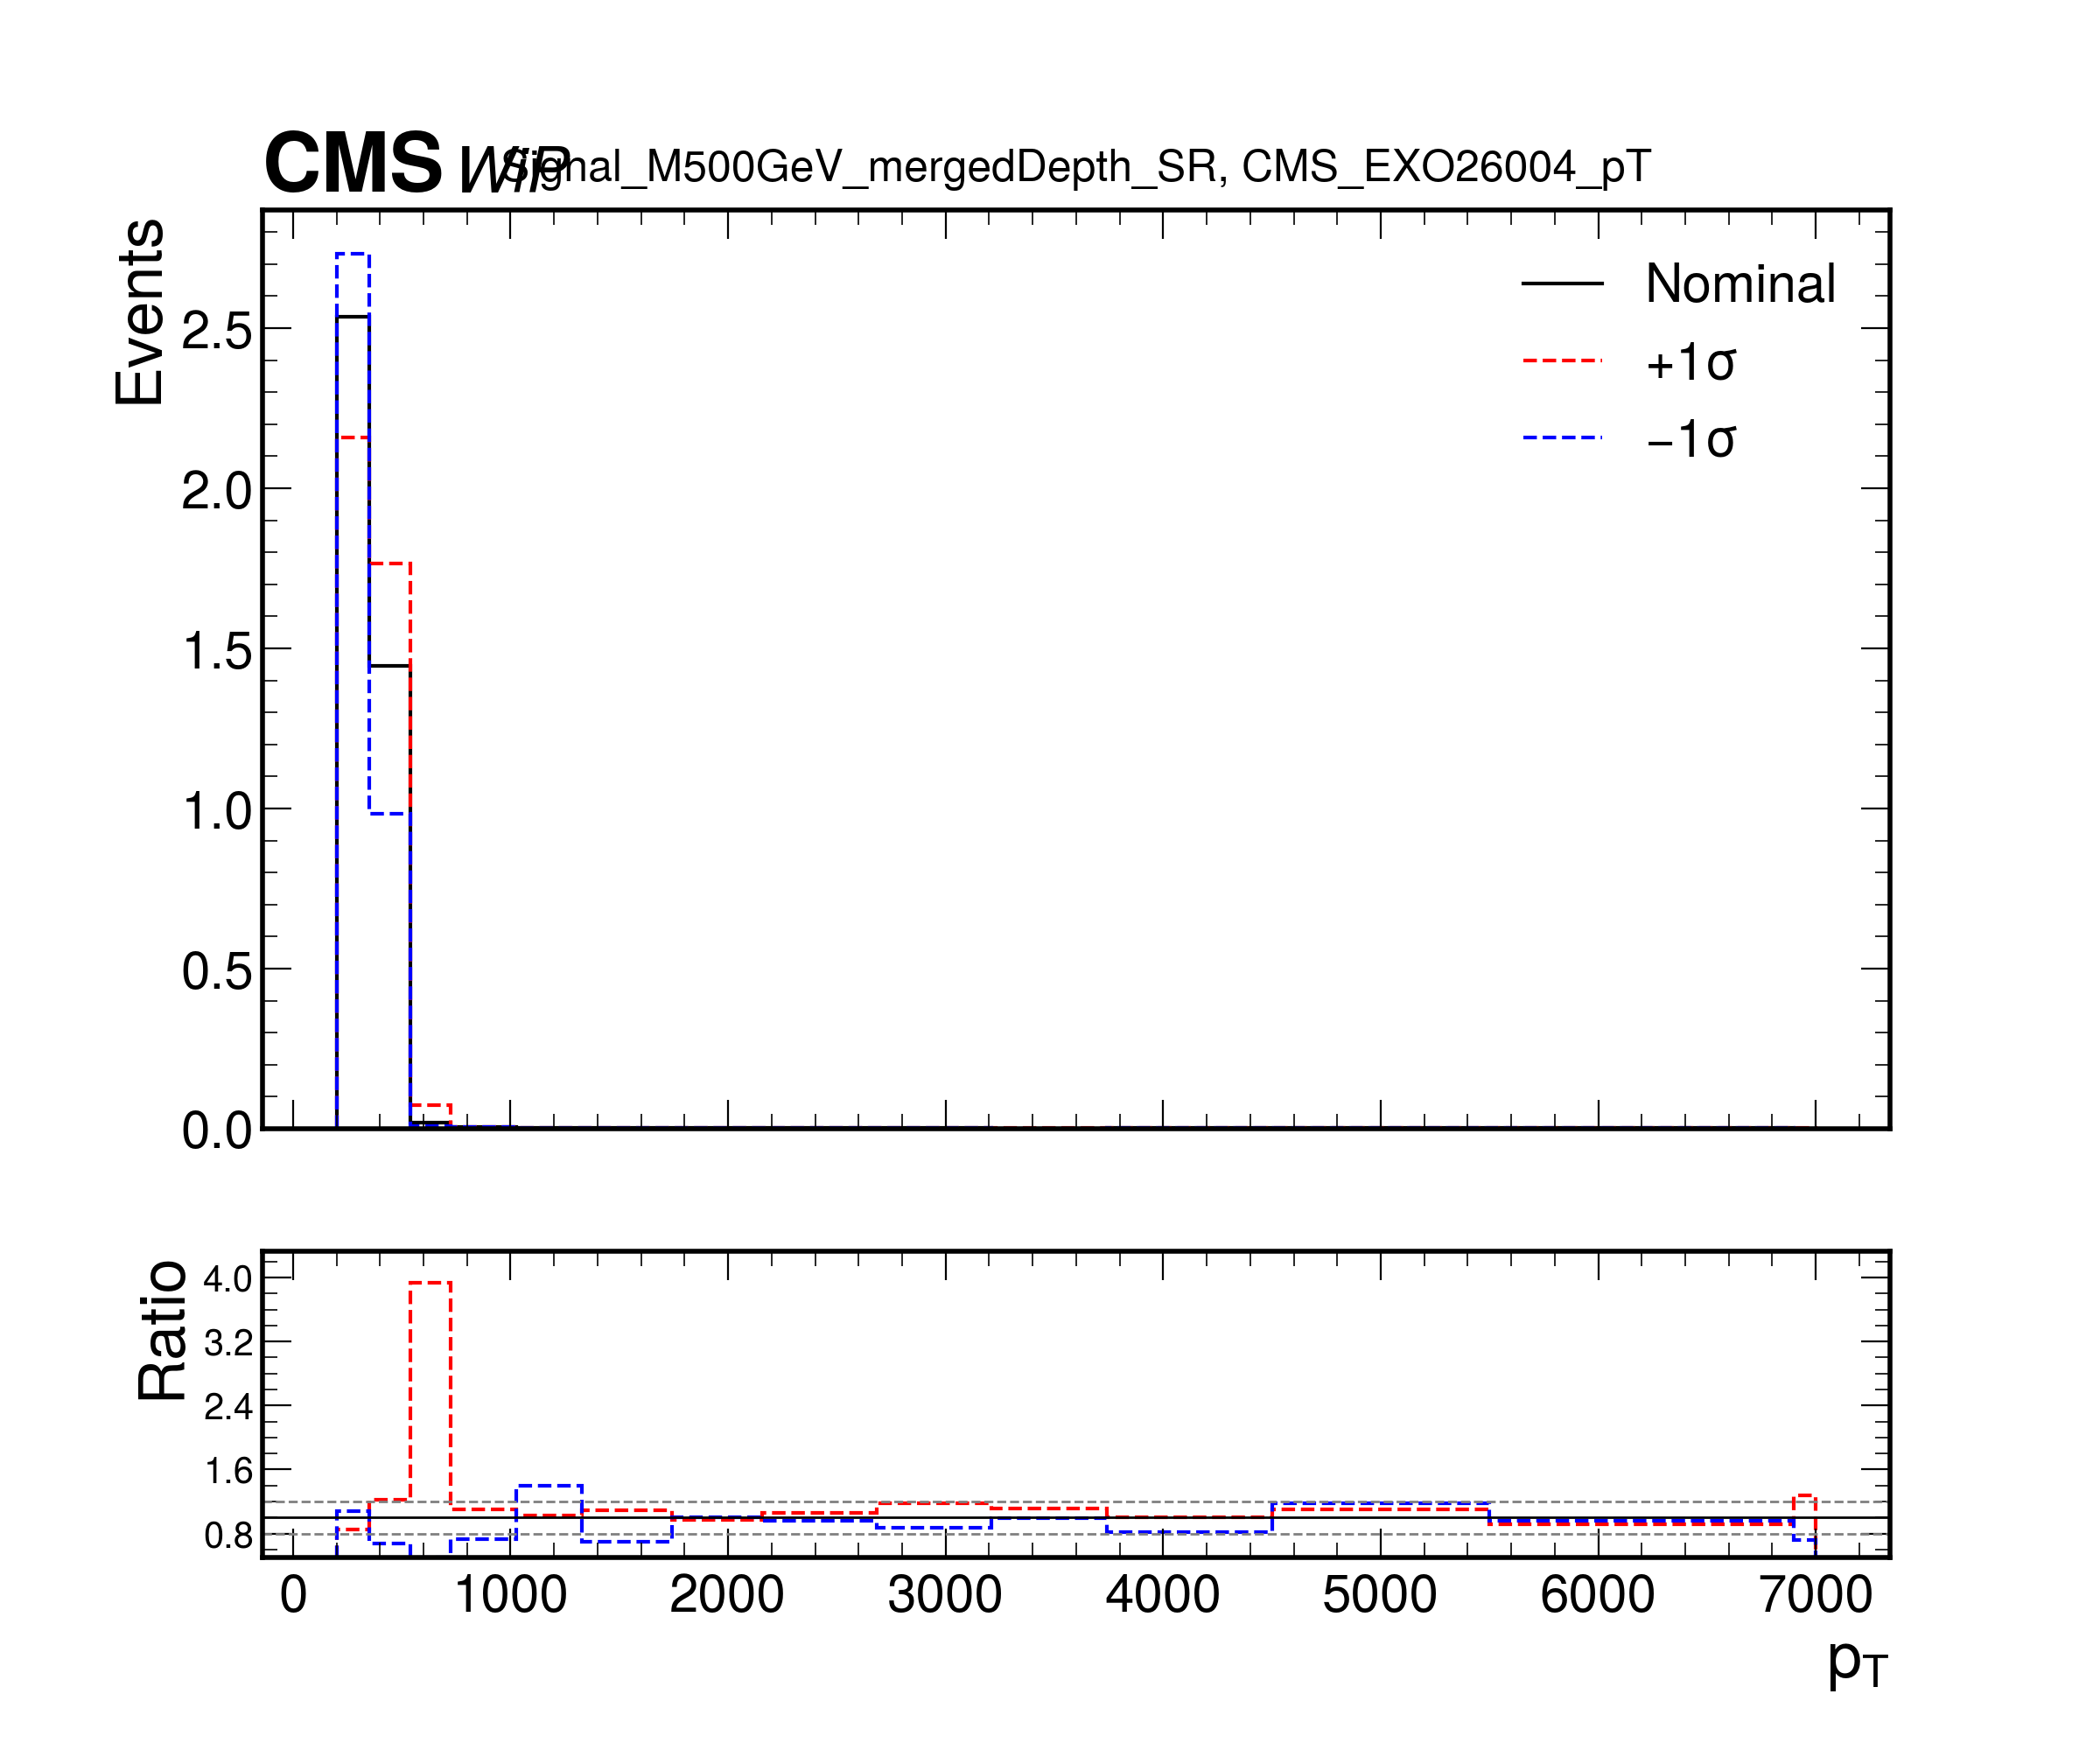 CMS WiP Signal_M500GeV_mergedDepth_SR, CMS_EXO26004_pT
Events
2.5
2.0
1.5
1.0
0.5
0.0
Nominal
+1σ
−1σ
Ratio
4.0
3.2
2.4
1.6
0.8
0 1000 2000 3000 4000 5000 6000 7000
pT